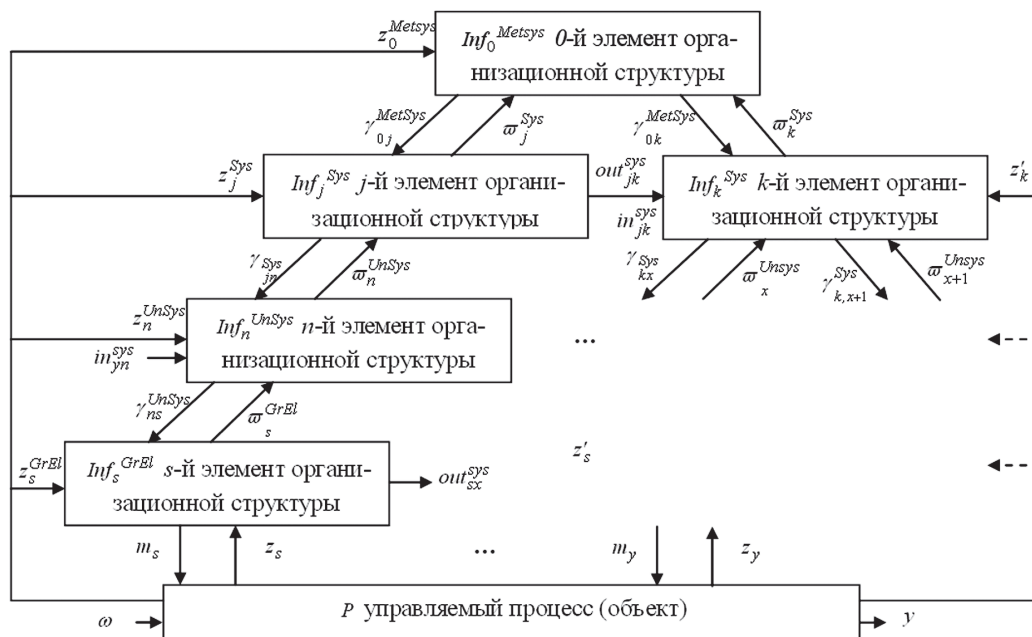 z_0^{Metsys}
Inf_0^{Metsys} 0-й элемент орга-
низационной структуры
γ_{0j}^{MetSys}
ϖ_j^{Sys}
γ_{0k}^{MetSys}
ϖ_k^{Sys}
z_j^{Sys}
Inf_j^{Sys} j-й элемент органи-
зационной структуры
out_{jk}^{sys}
in_{jk}^{sys}
Inf_k^{Sys} k-й элемент органи-
зационной структуры
z'_k
γ_{jn}^{Sys}
ϖ_n^{UnSys}
γ_{kx}^{Sys}
ϖ_x^{Unsys}
γ_{k,x+1}^{Sys}
ϖ_{x+1}^{Unsys}
z_n^{UnSys}
in_{yn}^{sys}
Inf_n^{UnSys} n-й элемент орга-
низационной структуры
...
γ_{ns}^{UnSys}
ϖ_s^{GrEl}
z_s^{GrEl}
Inf_s^{GrEl} s-й элемент органи-
зационной структуры
out_{sx}^{sys}
z'_s
m_s
z_s
...
m_y
z_y
ω
P управляемый процесс (объект)
y